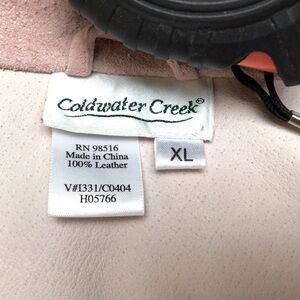 Coldwater Creek®
RN 98516
Made in China
100% Leather
XL
V#I331/C0404
H05766